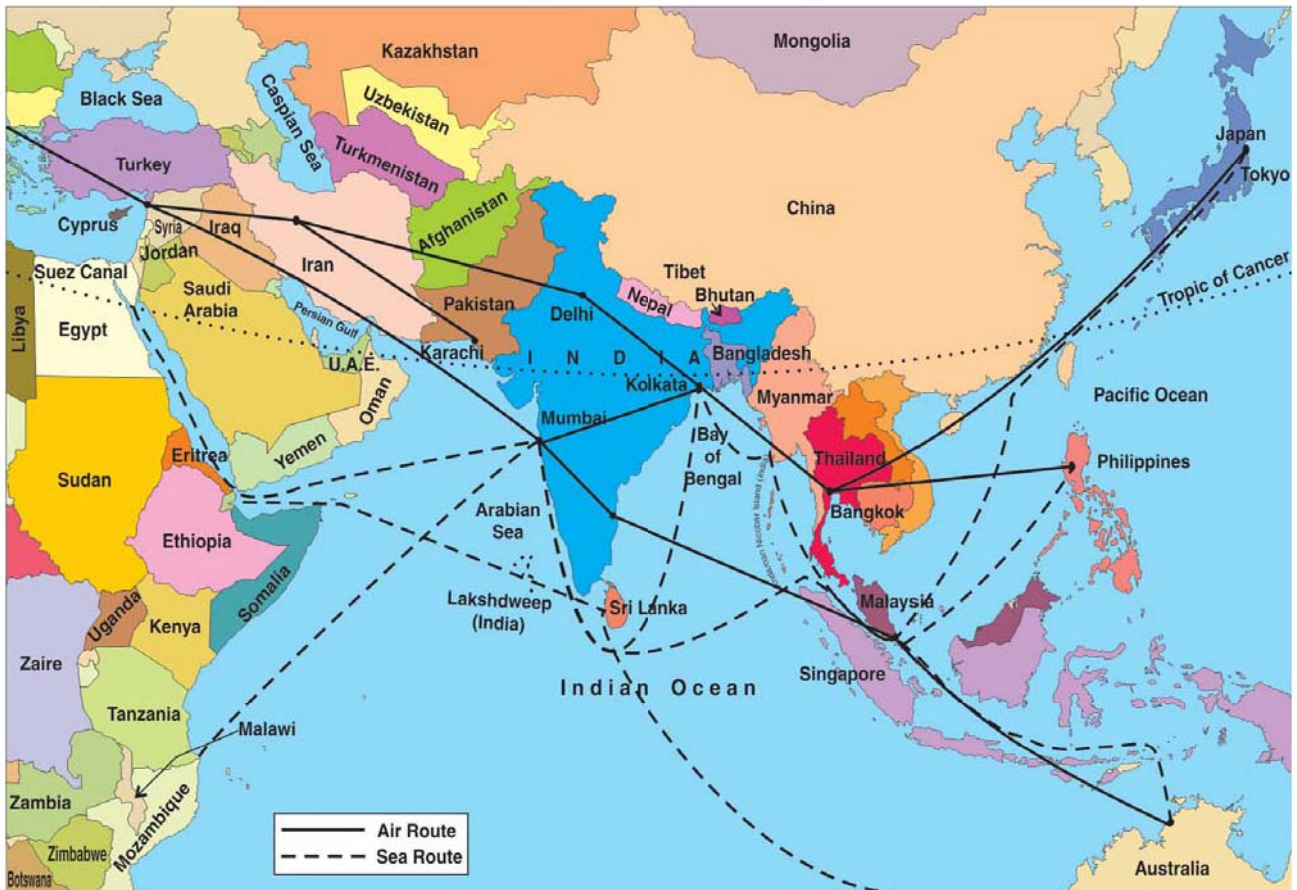 Mongolia
Kazakhstan
Black Sea
Caspian Sea
Uzbekistan
Japan
Turkey
Turkmenistan
Tokyo
China
Cyprus
Syria
Iraq
Afghanistan
Jordan
Suez Canal
Iran
Tibet
Tropic of Cancer
Saudi
Arabia
Nepal
Bhutan
Libya
Egypt
Persian Gulf
Pakistan
Delhi
Karachi
I N D I A
Bangladesh
U.A.E.
Kolkata
Oman
Myanmar
Pacific Ocean
Mumbai
Eritrea
Yemen
Bay
of
Bengal
Thailand
Philippines
Sudan
Arabian
Sea
Bangkok
Ethiopia
Somalia
Lakshdweep
(India)
Sri Lanka
Malaysia
Uganda
Kenya
Zaire
Singapore
Indian Ocean
Tanzania
Malawi
Zambia
Mozambique
Air Route
Sea Route
Zimbabwe
Botswana
Australia